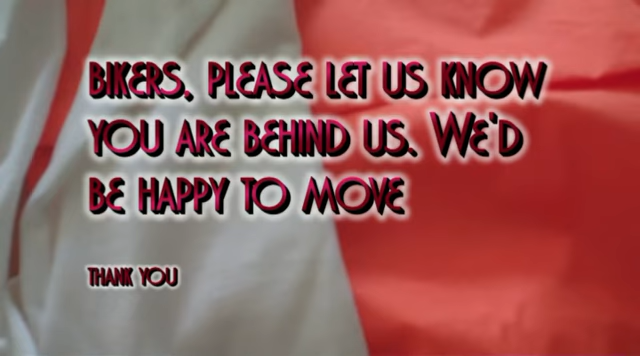 BIKERS, PLEASE LET US KNOW
YOU ARE BEHIND US. WE'D
BE HAPPY TO MOVE
THANK YOU